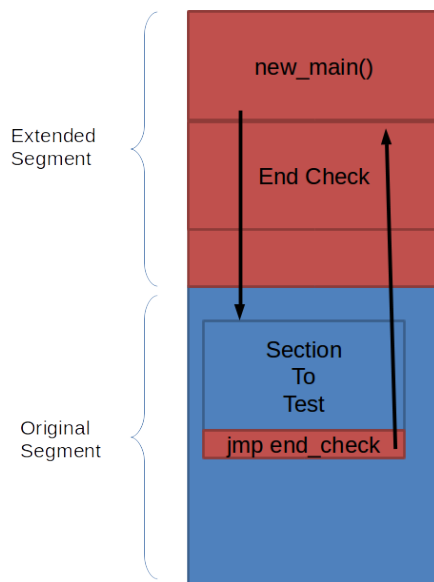 new_main()
Extended
Segment
End Check
Section
To
Test
Original
Segment
jmp end_check